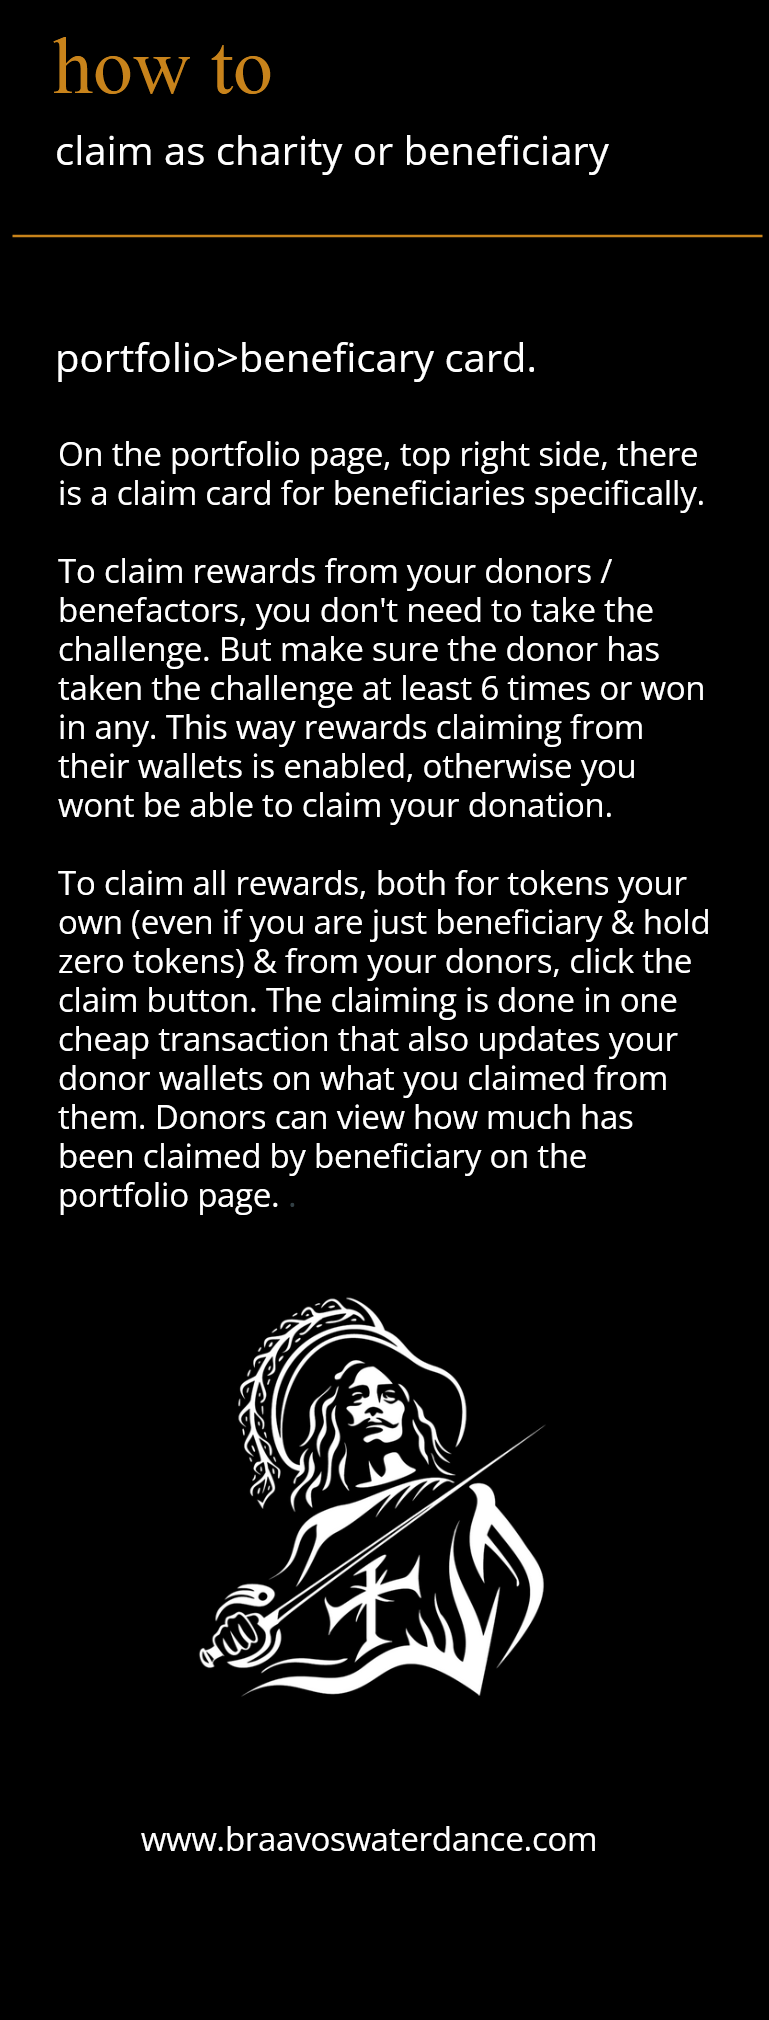 how to
claim as charity or beneficiary
portfolio>beneficary card.
On the portfolio page, top right side, there
is a claim card for beneficiaries specifically.
To claim rewards from your donors /
benefactors, you don't need to take the
challenge. But make sure the donor has
taken the challenge at least 6 times or won
in any. This way rewards claiming from
their wallets is enabled, otherwise you
wont be able to claim your donation.
To claim all rewards, both for tokens your
own (even if you are just beneficiary & hold
zero tokens) & from your donors, click the
claim button. The claiming is done in one
cheap transaction that also updates your
donor wallets on what you claimed from
them. Donors can view how much has
been claimed by beneficiary on the
portfolio page. .
www.braavoswaterdance.com